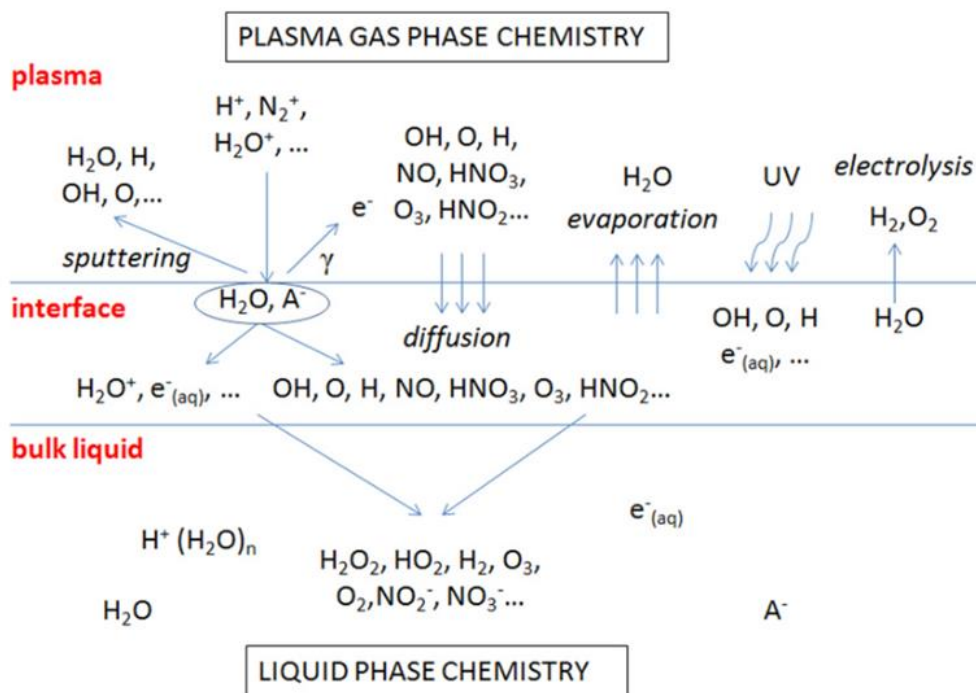 PLASMA GAS PHASE CHEMISTRY
plasma
H₂O, H,
OH, O,...
sputtering
H⁺, N₂⁺,
H₂O⁺, ...
e⁻
γ
OH, O, H,
NO, HNO₃,
O₃, HNO₂...
H₂O
evaporation
UV
electrolysis
H₂,O₂
interface
H₂O, A⁻
diffusion
OH, O, H
e⁻(aq), ...
H₂O
H₂O⁺, e⁻(aq), ...
OH, O, H, NO, HNO₃, O₃, HNO₂...
bulk liquid
H⁺ (H₂O)n
H₂O
H₂O₂, HO₂, H₂, O₃,
O₂,NO₂⁻, NO₃⁻...
e⁻(aq)
A⁻
LIQUID PHASE CHEMISTRY